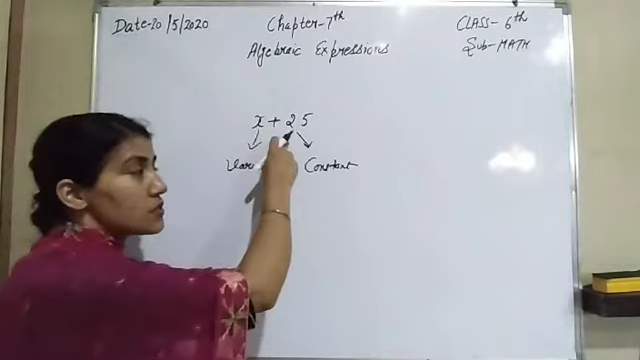 Date-20/5/2020 Chapter-7th CLASS-6th
Algebraic Expressions Sub-MATH
x + 25
Constant